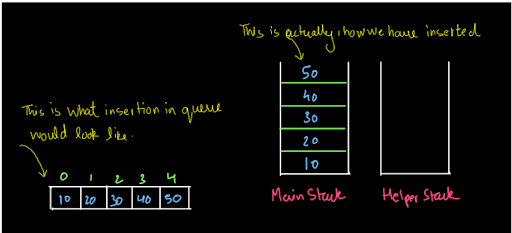 This is actually, how we have inserted
50
40
30
20
10
Main Stack
Helper Stack
This is what insertion in queue
would look like.
0 1 2 3 4
10 20 30 40 50